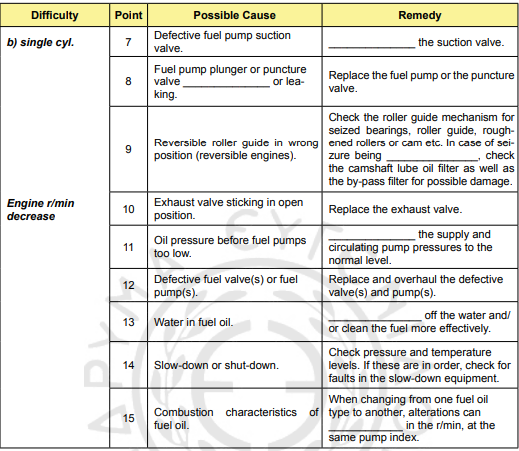 Difficulty Point Possible Cause Remedy
b) single cyl. 7 Defective fuel pump suction
valve. _______________ the suction valve.
8 Fuel pump plunger or puncture
valve _______________ or lea-
king. Replace the fuel pump or the puncture
valve.
9 Reversible roller guide in wrong
position (reversible engines). Check the roller guide mechanism for
seized bearings, roller guide, rough-
ened rollers or cam etc. In case of sei-
zure being _______________, check
the camshaft lube oil filter as well as
the by-pass filter for possible damage.
Engine r/min
decrease
10 Exhaust valve sticking in open
position. Replace the exhaust valve.
11 Oil pressure before fuel pumps
too low. _______________ the supply and
circulating pump pressures to the
normal level.
12 Defective fuel valve(s) or fuel
pump(s). Replace and overhaul the defective
valve(s) and pump(s).
13 Water in fuel oil. _______________ off the water and/
or clean the fuel more effectively.
14 Slow-down or shut-down. Check pressure and temperature
levels. If these are in order, check for
faults in the slow-down equipment.
15 Combustion characteristics of
fuel oil. When changing from one fuel oil
type to another, alterations can
_______________ in the r/min, at the
same pump index.